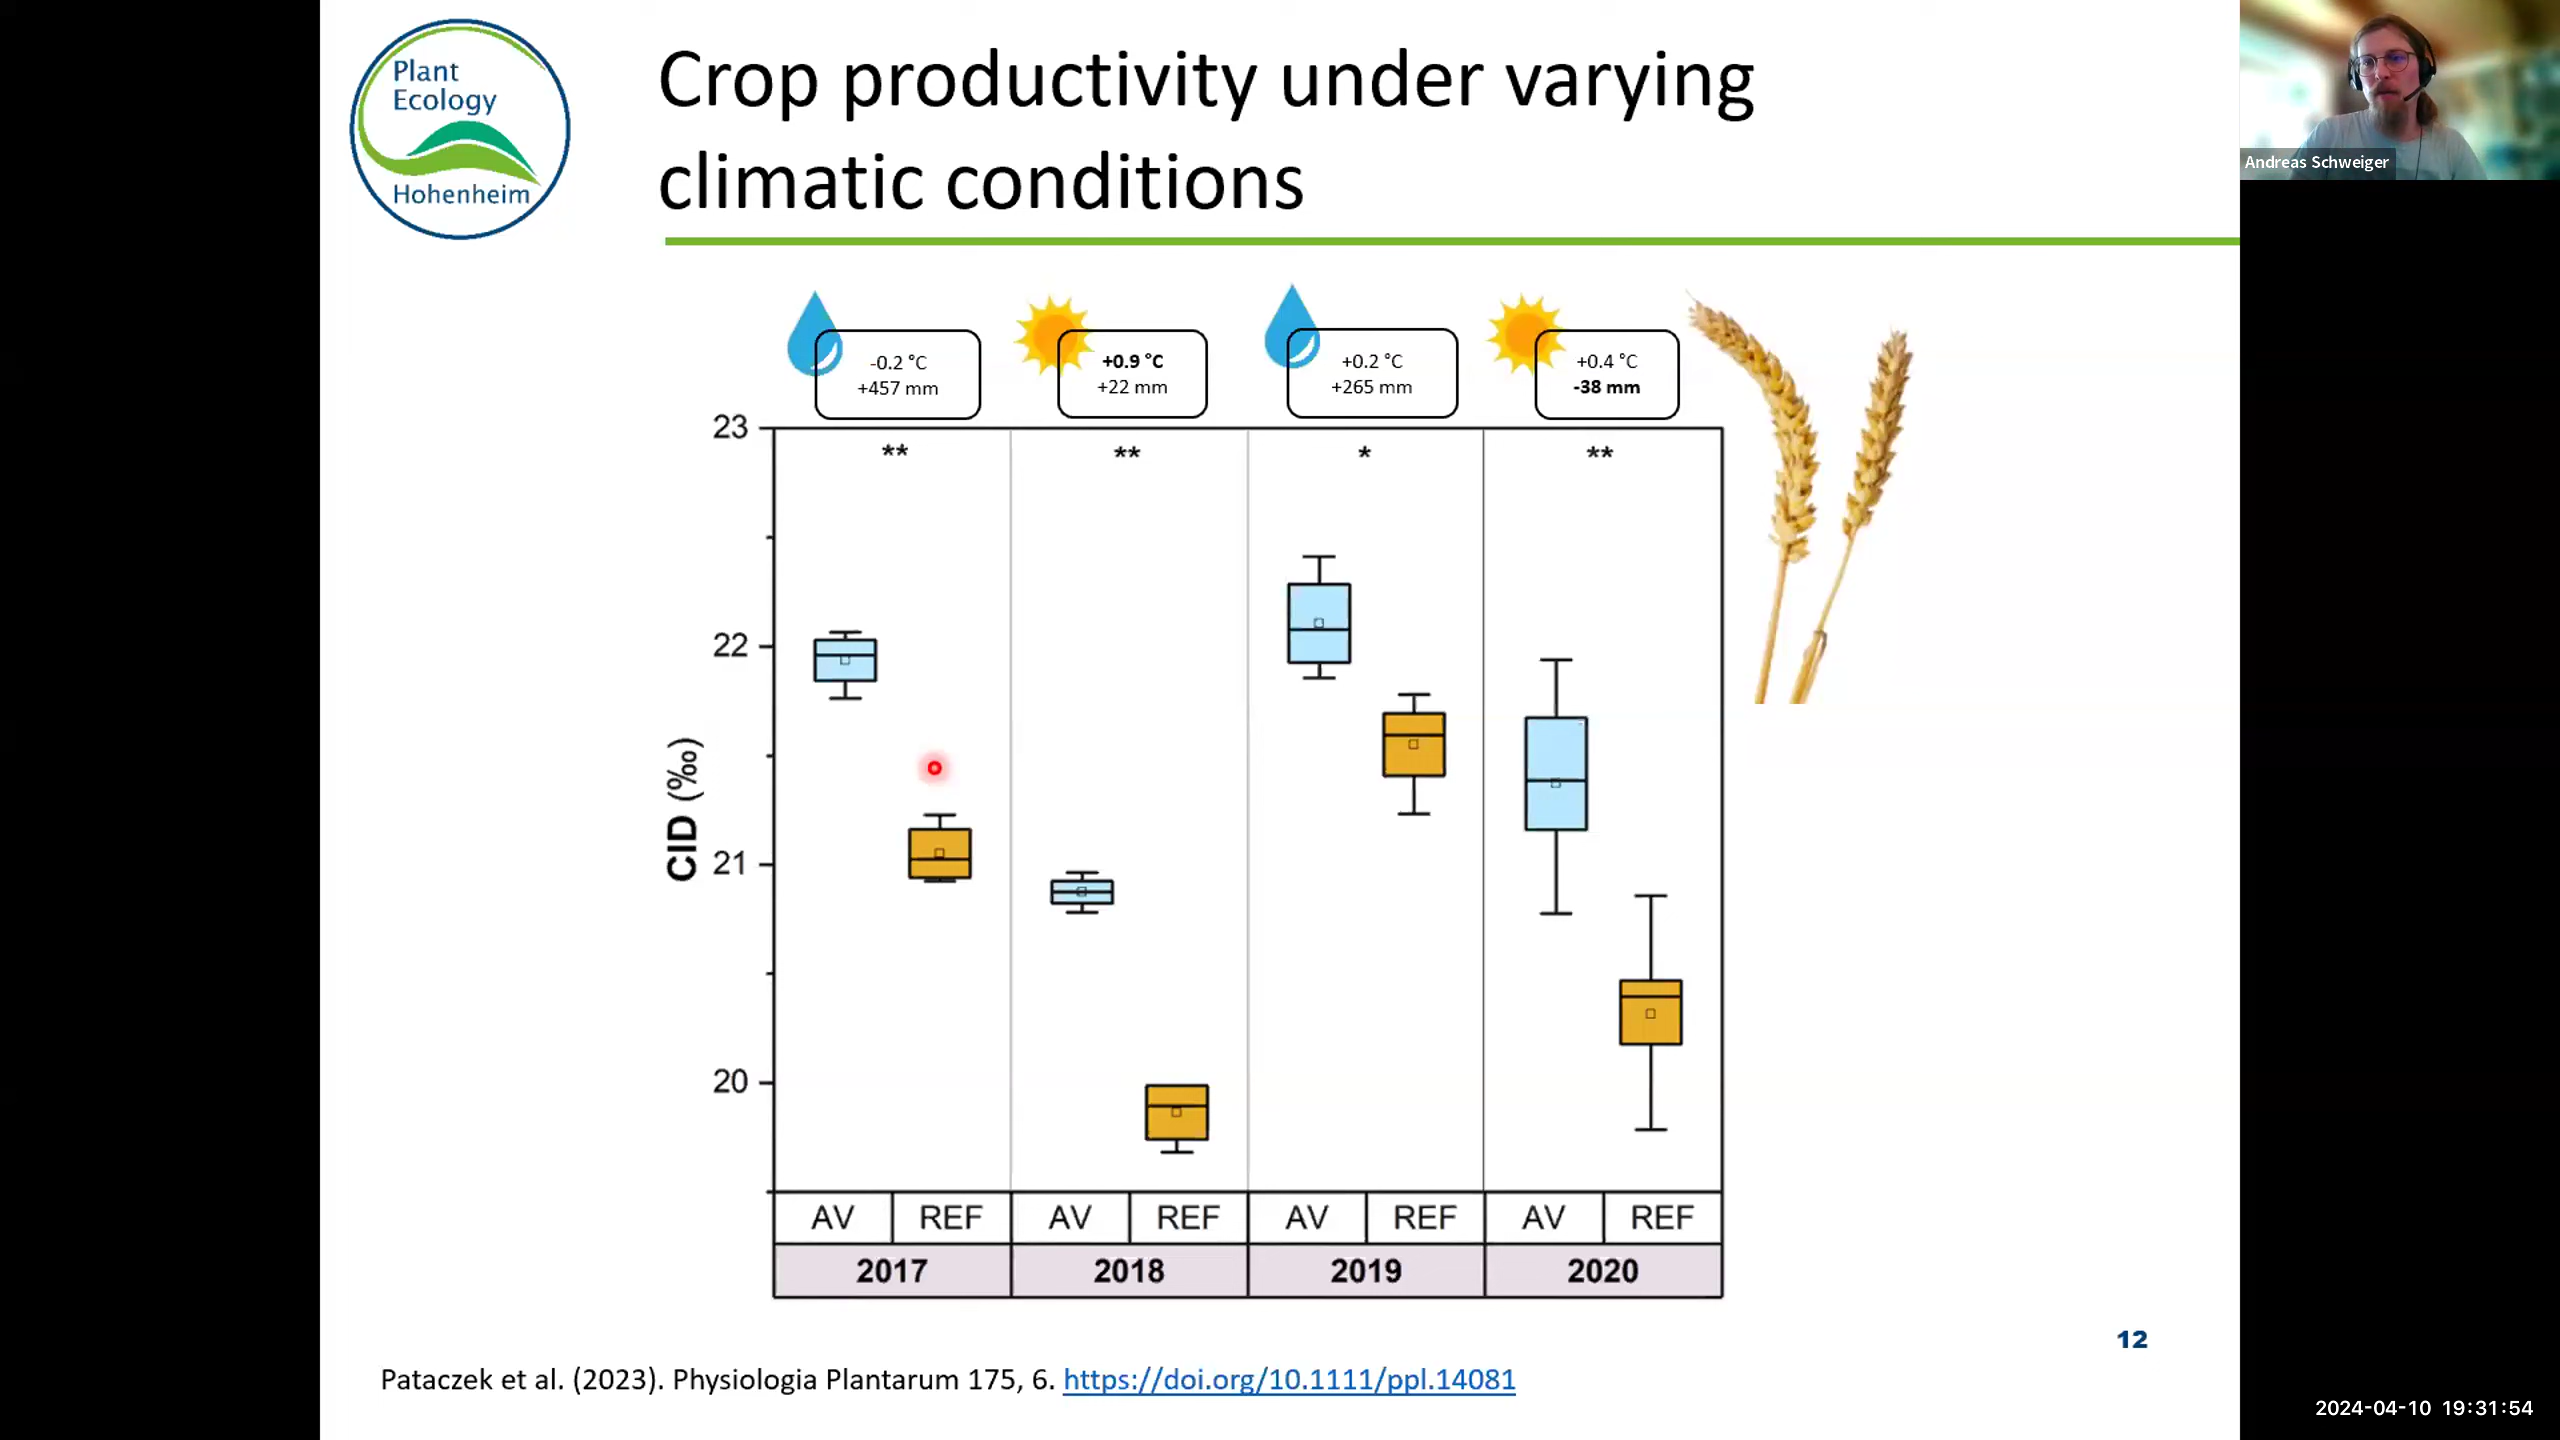 Plant
Ecology
Hohenheim
Crop productivity under varying
climatic conditions
Andreas Schweiger
-0.2 °C
+457 mm
+0.9 °C
+22 mm
+0.2 °C
+265 mm
+0.4 °C
-38 mm
** ** * **
23
22
21
20
CID (‰)
AV REF AV REF AV REF AV REF
2017 2018 2019 2020
12
Pataczek et al. (2023). Physiologia Plantarum 175, 6. https://doi.org/10.1111/ppl.14081
2024-04-10 19:31:54